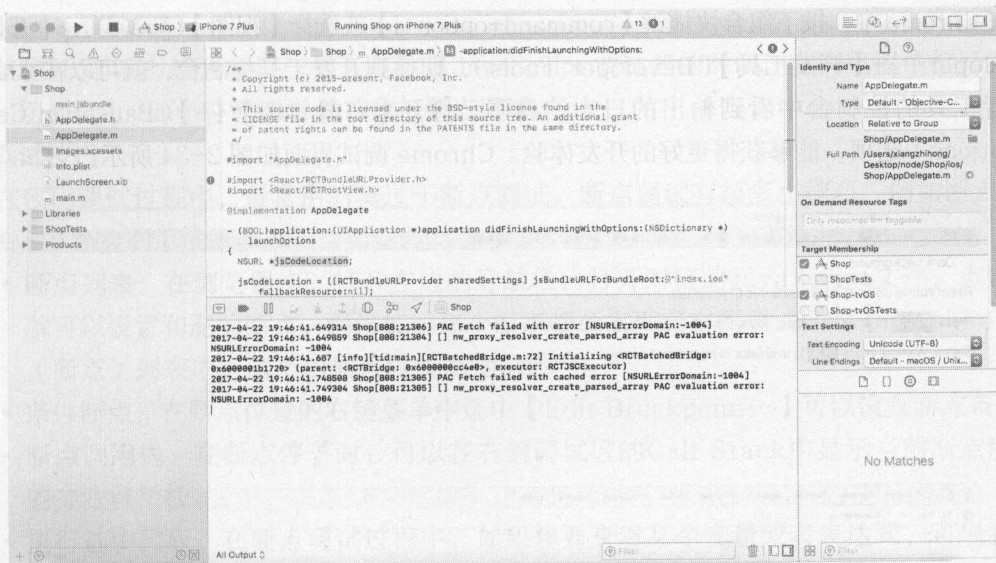 Shop
iPhone 7 Plus
Running Shop on iPhone 7 Plus
13
1
Shop
Shop
main.jsbundle
AppDelegate.h
AppDelegate.m
Images.xcassets
Info.plist
LaunchScreen.xib
main.m
Libraries
ShopTests
Products
Shop
Shop
AppDelegate.m
-application:didFinishLaunchingWithOptions:
/**
* Copyright (c) 2015-present, Facebook, Inc.
* All rights reserved.
*
* This source code is licensed under the BSD-style license found in the
* LICENSE file in the root directory of this source tree. An additional grant
* of patent rights can be found in the PATENTS file in the same directory.
*/
#import "AppDelegate.h"
#import <React/RCTBundleURLProvider.h>
#import <React/RCTRootView.h>
@implementation AppDelegate
- (BOOL)application:(UIApplication *)application didFinishLaunchingWithOptions:(NSDictionary *)
launchOptions
{
NSURL *jsCodeLocation;
jsCodeLocation = [[RCTBundleURLProvider sharedSettings] jsBundleURLForBundleRoot:@"index.ios"
fallbackResource:nil];
Shop
2017-04-22 19:46:41.649314 Shop[808:21306] PAC Fetch failed with error [NSURLErrorDomain:-1004]
2017-04-22 19:46:41.649859 Shop[808:21304] [] nw_proxy_resolver_create_parsed_array PAC evaluation error:
NSURLErrorDomain: -1004
2017-04-22 19:46:41.687 [info][tid:main][RCTBatchedBridge.m:72] Initializing <RCTBatchedBridge:
0x6000001b1720> (parent: <RCTBridge: 0x6000000cc4e0>, executor: RCTJSCExecutor)
2017-04-22 19:46:41.748508 Shop[808:21305] PAC Fetch failed with cached error [NSURLErrorDomain:-1004]
2017-04-22 19:46:41.749304 Shop[808:21305] [] nw_proxy_resolver_create_parsed_array PAC evaluation error:
NSURLErrorDomain: -1004
All Output
Filter
Identity and Type
Name AppDelegate.m
Type Default - Objective-C...
Location Relative to Group
Shop/AppDelegate.m
Full Path /Users/xiangzhihong/
Desktop/node/Shop/ios/
Shop/AppDelegate.m
On Demand Resource Tags
Only resources are taggable
Target Membership
Shop
ShopTests
Shop-tvOS
Shop-tvOSTests
Text Settings
Text Encoding Unicode (UTF-8)
Line Endings Default - macOS / Unix...
No Matches
Filter